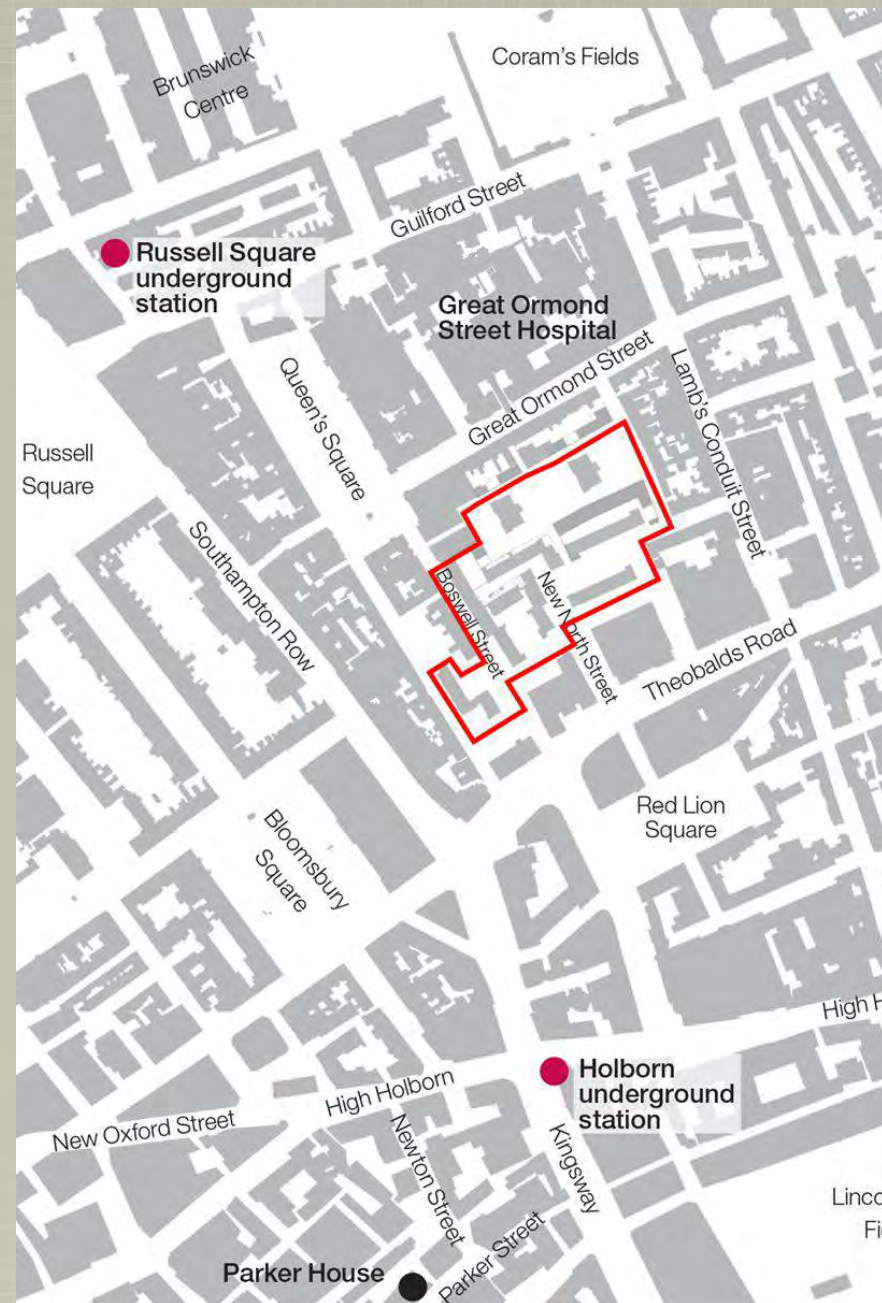 Brunswick
Centre
Coram's Fields
Guilford Street
Russell Square
underground
station
Great Ormond
Street Hospital
Great Ormond Street
Queen's Square
Lamb's Conduit Street
Russell
Square
Southampton Row
Boswell Street
New North Street
Theobalds Road
Red Lion
Square
Bloomsbury
Square
High H
Holborn
underground
station
High Holborn
New Oxford Street
Newton Street
Kingsway
Linco
Fi
Parker Street
Parker House